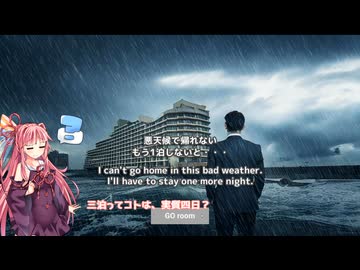 3
悪天候で帰れない
もう1泊しないと・・・
I can't go home in this bad weather.
I'll have to stay one more night.
三泊ってコトは、実質四日？
GO room